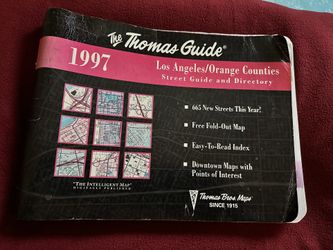 The Thomas Guide®
1997
Los Angeles/Orange Counties
Street Guide and Directory
■ 665 New Streets This Year!
■ Free Fold-Out Map
■ Easy-To-Read Index
■ Downtown Maps with
Points of Interest
"The Intelligent Map"
Digitally Published
Thomas Bros. Maps®
SINCE 1915